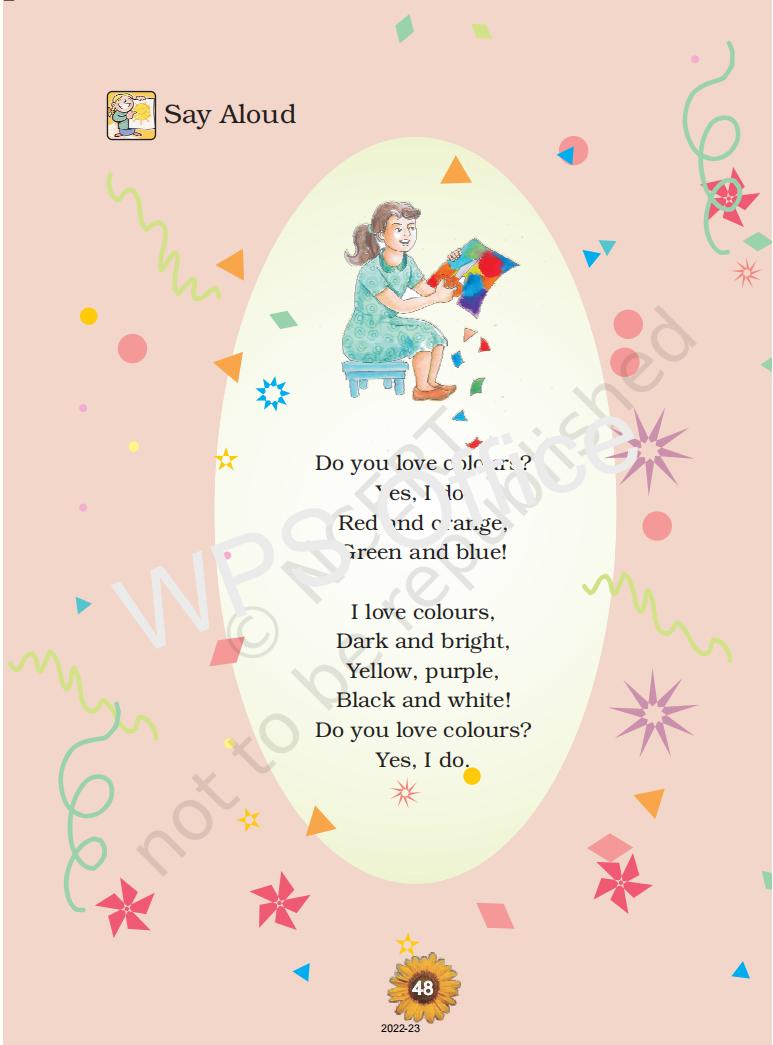 Say Aloud
Do you love colours?
Yes, I do
Red and orange,
Green and blue!
I love colours,
Dark and bright,
Yellow, purple,
Black and white!
Do you love colours?
Yes, I do.
© NCERT
not to be republished
WPS Office
48
2022-23